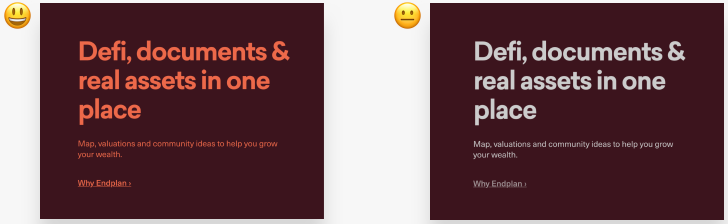 Defi, documents &
real assets in one
place
Map, valuations and community ideas to help you grow
your wealth.
Why Endplan ›
Defi, documents &
real assets in one
place
Map, valuations and community ideas to help you grow
your wealth.
Why Endplan ›